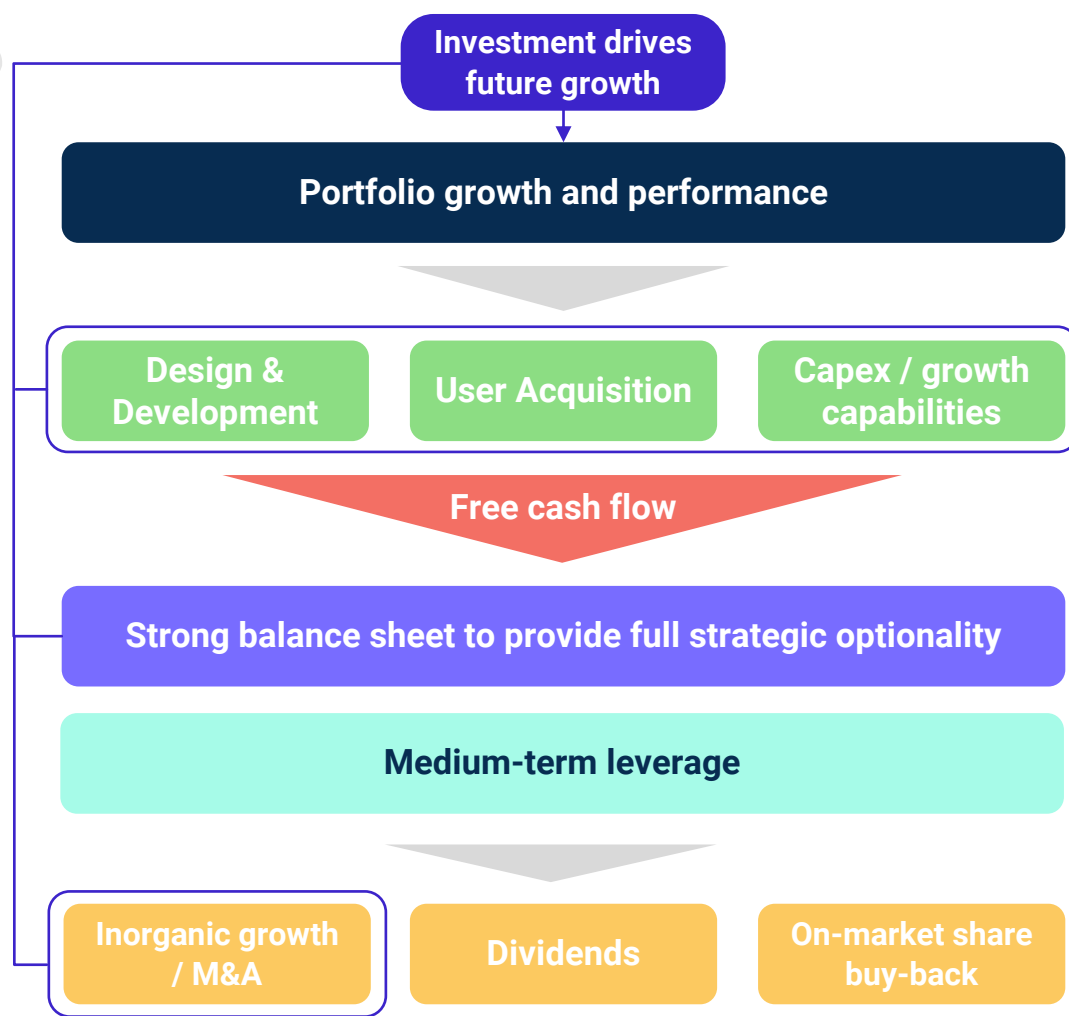 Investment drives
future growth
Portfolio growth and performance
Design &
Development
User Acquisition
Capex / growth
capabilities
Free cash flow
Strong balance sheet to provide full strategic optionality
Medium-term leverage
Inorganic growth
/ M&A
Dividends
On-market share
buy-back